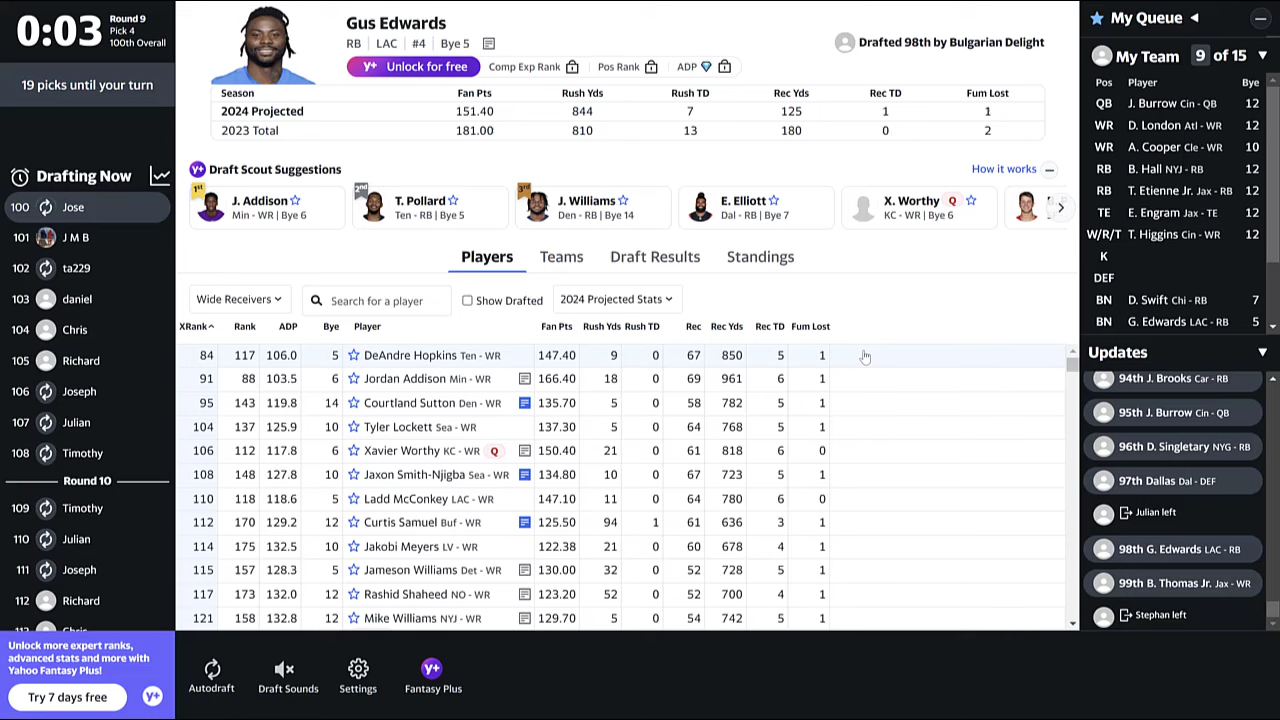 0:03
Round 9
Pick 4
100th Overall
19 picks until your turn
Drafting Now
100 Jose
101 J M B
102 ta229
103 daniel
104 Chris
105 Richard
106 Joseph
107 Julian
108 Timothy
Round 10
109 Timothy
110 Julian
111 Joseph
112 Richard
113 Chris
Unlock more expert ranks,
advanced stats and more with
Yahoo Fantasy Plus!
Try 7 days free
y+
Gus Edwards
RB | LAC | #4 | Bye 5
y+ Unlock for free Comp Exp Rank Pos Rank ADP
Drafted 98th by Bulgarian Delight
Season Fan Pts Rush Yds Rush TD Rec Yds Rec TD Fum Lost
2024 Projected 151.40 844 7 125 1 1
2023 Total 181.00 810 13 180 0 2
y+ Draft Scout Suggestions
How it works
1st J. Addison
Min - WR | Bye 6
2nd T. Pollard
Ten - RB | Bye 5
3rd J. Williams
Den - RB | Bye 14
E. Elliott
Dal - RB | Bye 7
X. Worthy Q
KC - WR | Bye 6
Players Teams Draft Results Standings
Wide Receivers Search for a player Show Drafted 2024 Projected Stats
XRank Rank ADP Bye Player Fan Pts Rush Yds Rush TD Rec Rec Yds Rec TD Fum Lost
84 117 106.0 5 DeAndre Hopkins Ten - WR 147.40 9 0 67 850 5 1
91 88 103.5 6 Jordan Addison Min - WR 166.40 18 0 69 961 6 1
95 143 119.8 14 Courtland Sutton Den - WR 135.70 5 0 58 782 5 1
104 137 125.9 10 Tyler Lockett Sea - WR 137.30 5 0 64 768 5 1
106 112 117.8 6 Xavier Worthy KC - WR Q 150.40 21 0 61 818 6 0
108 148 127.8 10 Jaxon Smith-Njigba Sea - WR 134.80 10 0 67 723 5 1
110 118 118.6 5 Ladd McConkey LAC - WR 147.10 11 0 64 780 6 0
112 170 129.2 12 Curtis Samuel Buf - WR 125.50 94 1 61 636 3 1
114 175 132.5 10 Jakobi Meyers LV - WR 122.38 21 0 60 678 4 1
115 157 128.3 5 Jameson Williams Det - WR 130.00 32 0 52 728 5 1
117 173 132.0 12 Rashid Shaheed NO - WR 123.20 52 0 52 700 4 1
121 158 132.8 12 Mike Williams NYJ - WR 129.70 5 0 54 742 5 1
Autodraft Draft Sounds Settings y+ Fantasy Plus
My Queue
My Team 9 of 15
Pos Player Bye
QB J. Burrow Cin - QB 12
WR D. London Atl - WR 12
WR A. Cooper Cle - WR 10
RB B. Hall NYJ - RB 12
RB T. Etienne Jr. Jax - RB 12
TE E. Engram Jax - TE 12
W/R/T T. Higgins Cin - WR 12
K
DEF
BN D. Swift Chi - RB 7
BN G. Edwards LAC - RB 5
Updates
94th J. Brooks Car - RB
95th J. Burrow Cin - QB
96th D. Singletary NYG - RB
97th Dallas Dal - DEF
Julian left
98th G. Edwards LAC - RB
99th B. Thomas Jr. Jax - WR
Stephan left